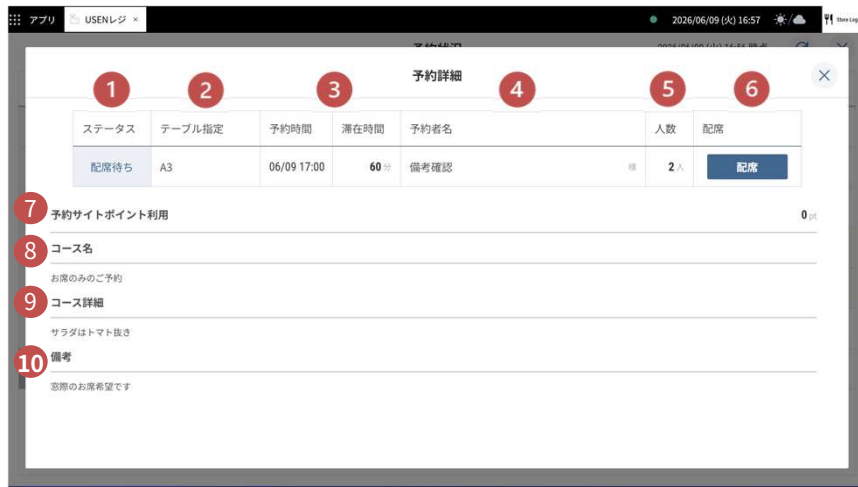 アプリ USENレジ × 2026/06/09 (火) 16:57 Store Log
予約詳細
1 2 3 4 5 6
ステータス テーブル指定 予約時間 滞在時間 予約者名 人数 配席
配席待ち A3 06/09 17:00 60 分 備考確認 様 2 人 配席
7 予約サイトポイント利用 0 pt
8 コース名
お席のみのご予約
9 コース詳細
サラダはトマト抜き
10 備考
窓際のお席希望です